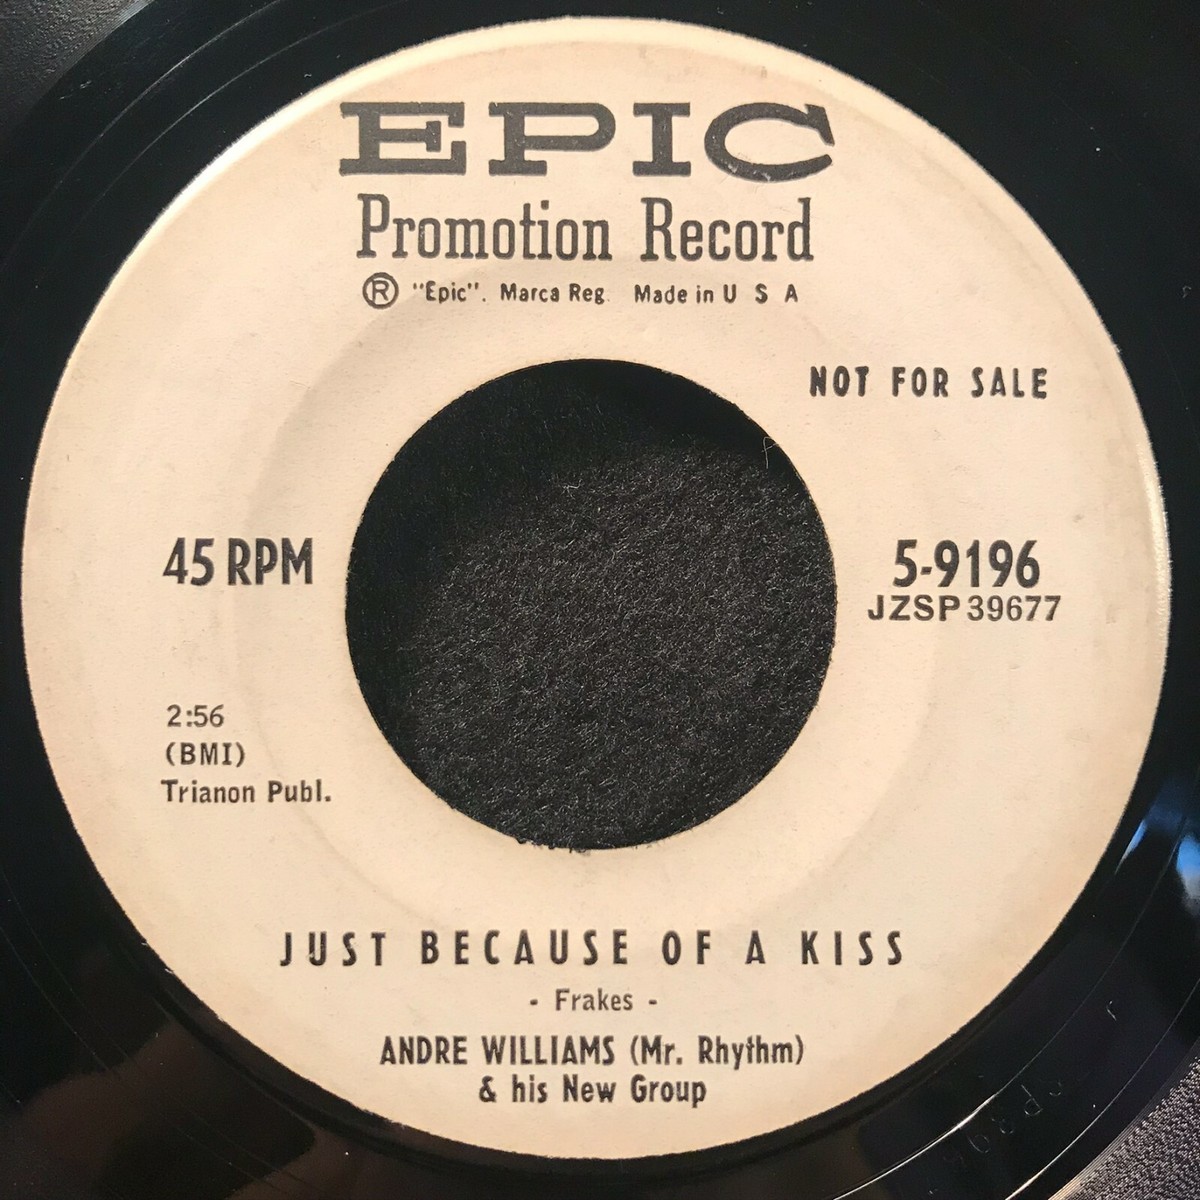 EPIC
Promotion Record
® "Epic". Marca Reg. Made in U S A
NOT FOR SALE
45 RPM
5-9196
JZSP 39677
2:56
(BMI)
Trianon Publ.
JUST BECAUSE OF A KISS
- Frakes -
ANDRE WILLIAMS (Mr. Rhythm)
& his New Group